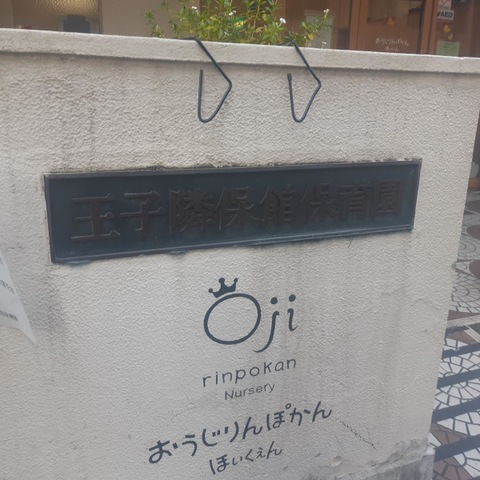 AED
王子隣保館保育園
Oji
rinpokan
Nursery
おうじりんぽかん
ほいくえん